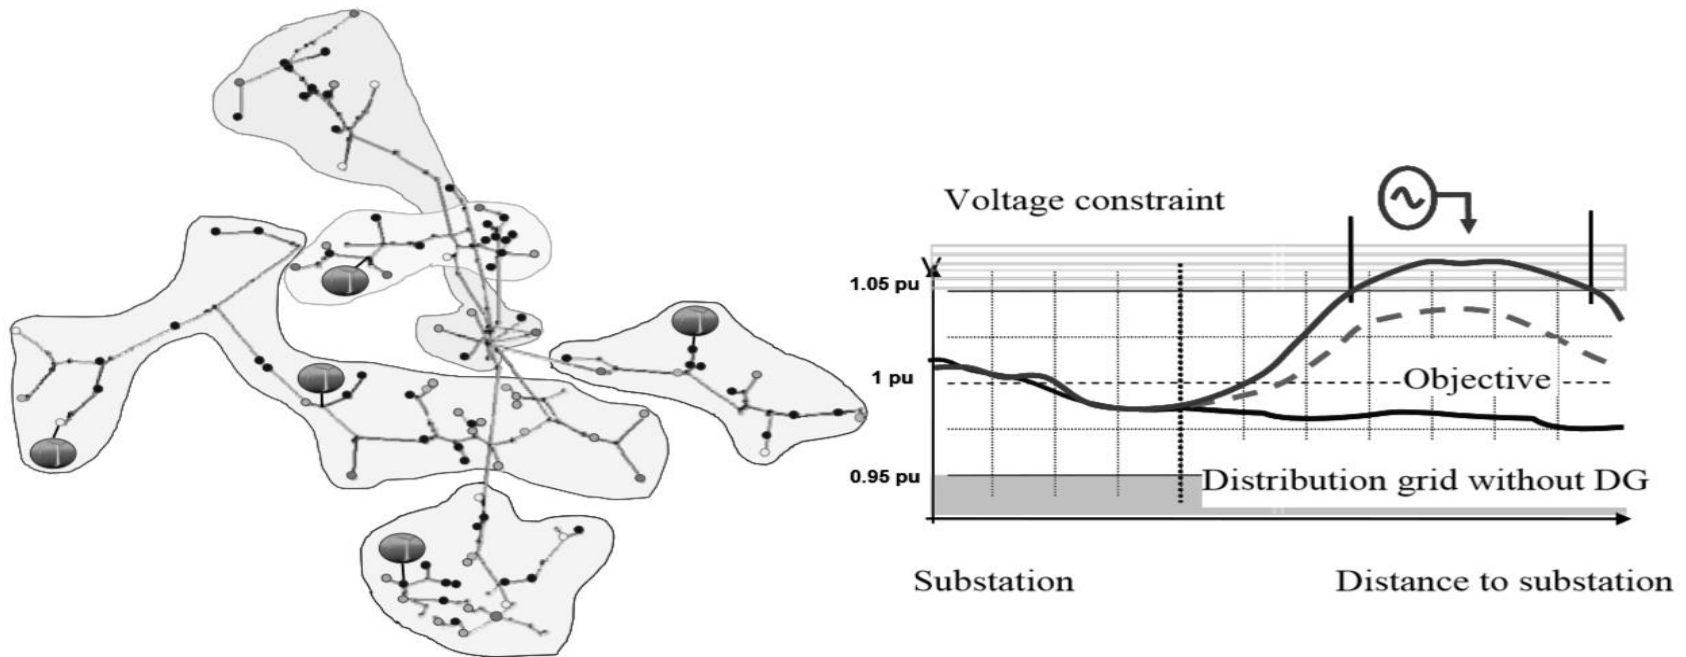 Voltage constraint
V
1.05 pu
1 pu
Objective
0.95 pu
Distribution grid without DG
Substation
Distance to substation